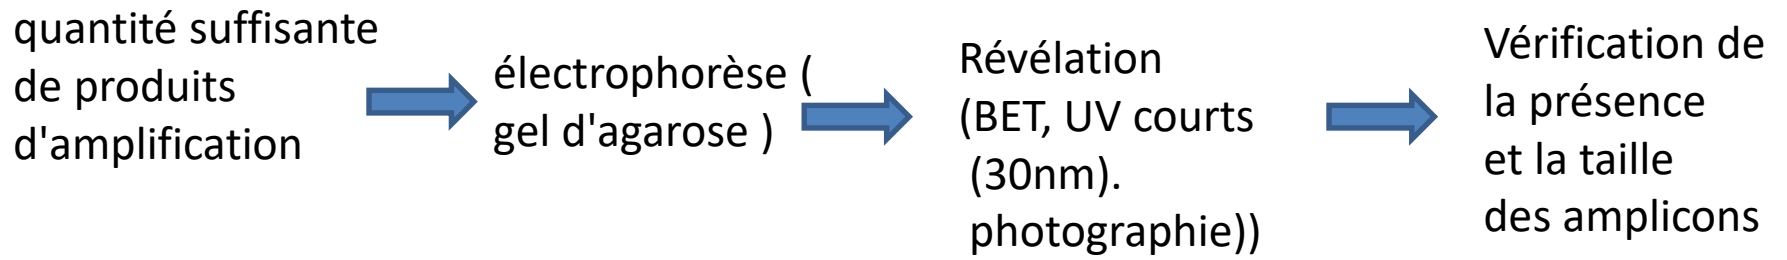 quantité suffisante
de produits
d'amplification
électrophorèse (
gel d'agarose )
Révélation
(BET, UV courts
(30nm).
photographie))
Vérification de
la présence
et la taille
des amplicons